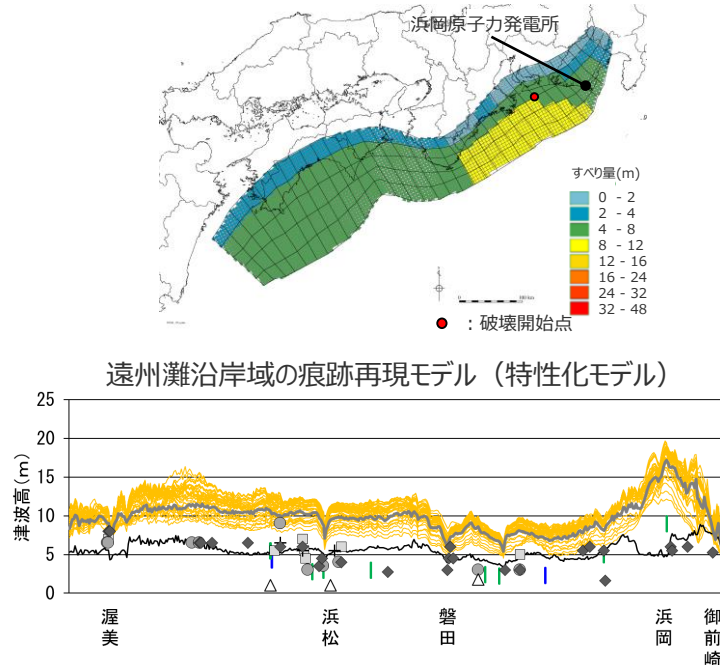 浜岡原子力発電所
すべり量(m)
0 - 2
2 - 4
4 - 8
8 - 12
12 - 16
16 - 24
24 - 32
32 - 48
:破壊開始点
遠州灘沿岸域の痕跡再現モデル(特性化モデル)
津波高(m)
25
20
15
10
5
0
渥美
浜松
磐田
浜岡
御前崎